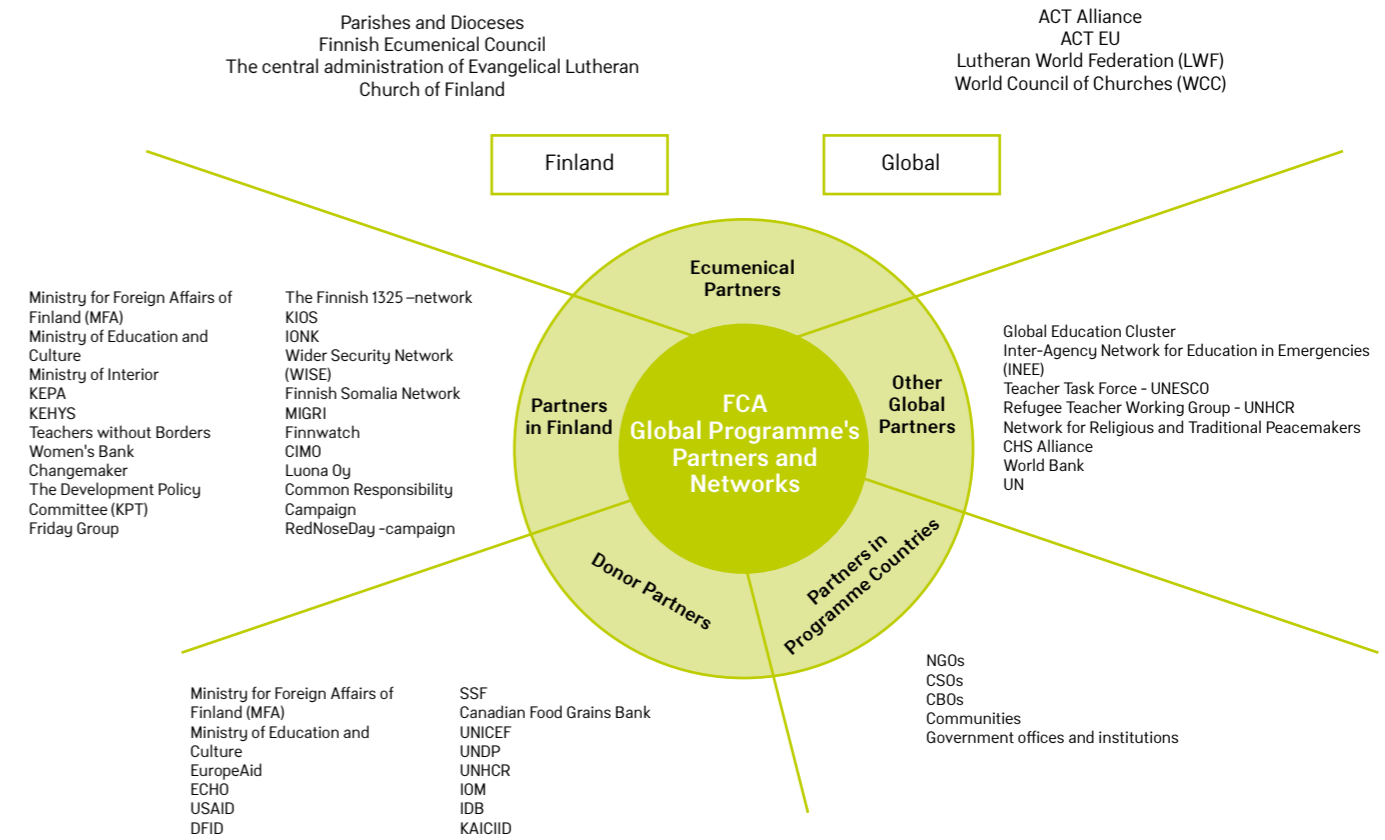 Parishes and Dioceses
Finnish Ecumenical Council
The central administration of Evangelical Lutheran
Church of Finland
ACT Alliance
ACT EU
Lutheran World Federation (LWF)
World Council of Churches (WCC)
Finland
Global
Ecumenical
Partners
Ministry for Foreign Affairs of
Finland (MFA)
Ministry of Education and
Culture
Ministry of Interior
KEPA
KEHYS
Teachers without Borders
Women's Bank
Changemaker
The Development Policy
Committee (KPT)
Friday Group
The Finnish 1325 –network
KIOS
IONK
Wider Security Network
(WISE)
Finnish Somalia Network
MIGRI
Finnwatch
CIMO
Luona Oy
Common Responsibility
Campaign
RedNoseDay -campaign
Partners
in Finland
FCA
Global Programme's
Partners and
Networks
Other
Global
Partners
Global Education Cluster
Inter-Agency Network for Education in Emergencies
(INEE)
Teacher Task Force - UNESCO
Refugee Teacher Working Group - UNHCR
Network for Religious and Traditional Peacemakers
CHS Alliance
World Bank
UN
Donor Partners
Partners in
Programme Countries
Ministry for Foreign Affairs of
Finland (MFA)
Ministry of Education and
Culture
EuropeAid
ECHO
USAID
DFID
SSF
Canadian Food Grains Bank
UNICEF
UNDP
UNHCR
IOM
IDB
KAICIID
NGOs
CSOs
CBOs
Communities
Government offices and institutions